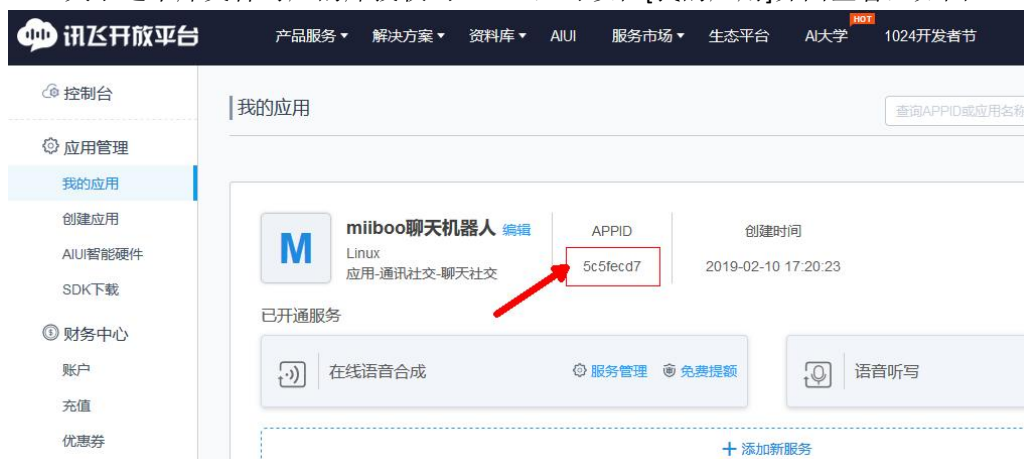 讯飞开放平台
产品服务 解决方案 资料库 AIUI 服务市场 生态平台 AI大学 HOT 1024开发者节
控制台
应用管理
我的应用
创建应用
AIUI智能硬件
SDK下载
财务中心
账户
充值
优惠券
我的应用
查询APPID或应用名称
M
miiboo聊天机器人 编辑
Linux
应用-通讯社交-聊天社交
APPID
5c5fecd7
创建时间
2019-02-10 17:20:23
已开通服务
在线语音合成 服务管理 免费提额
语音听写
添加新服务